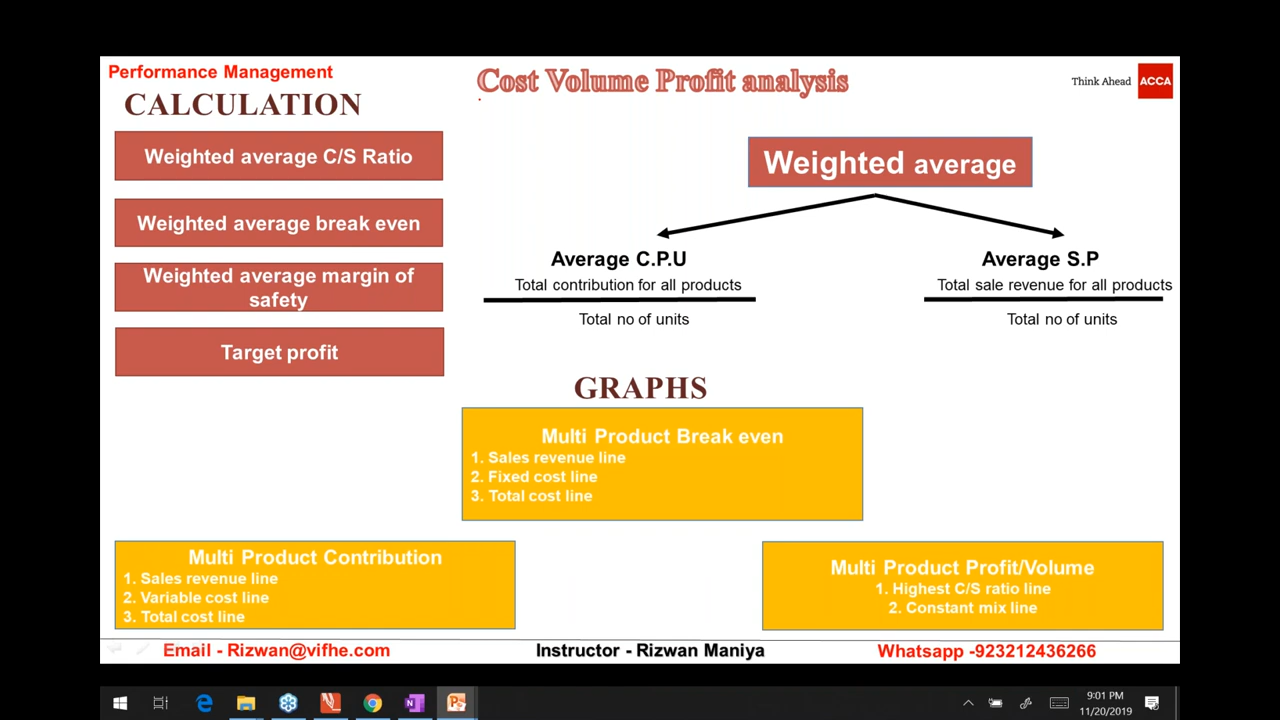 Performance Management
Cost Volume Profit analysis
Think Ahead ACCA
CALCULATION
Weighted average C/S Ratio
Weighted average break even
Weighted average margin of
safety
Target profit
Weighted average
Average C.P.U
Total contribution for all products
Total no of units
Average S.P
Total sale revenue for all products
Total no of units
GRAPHS
Multi Product Break even
1. Sales revenue line
2. Fixed cost line
3. Total cost line
Multi Product Contribution
1. Sales revenue line
2. Variable cost line
3. Total cost line
Multi Product Profit/Volume
1. Highest C/S ratio line
2. Constant mix line
Email - Rizwan@vifhe.com
Instructor - Rizwan Maniya
Whatsapp -923212436266
9:01 PM
11/20/2019